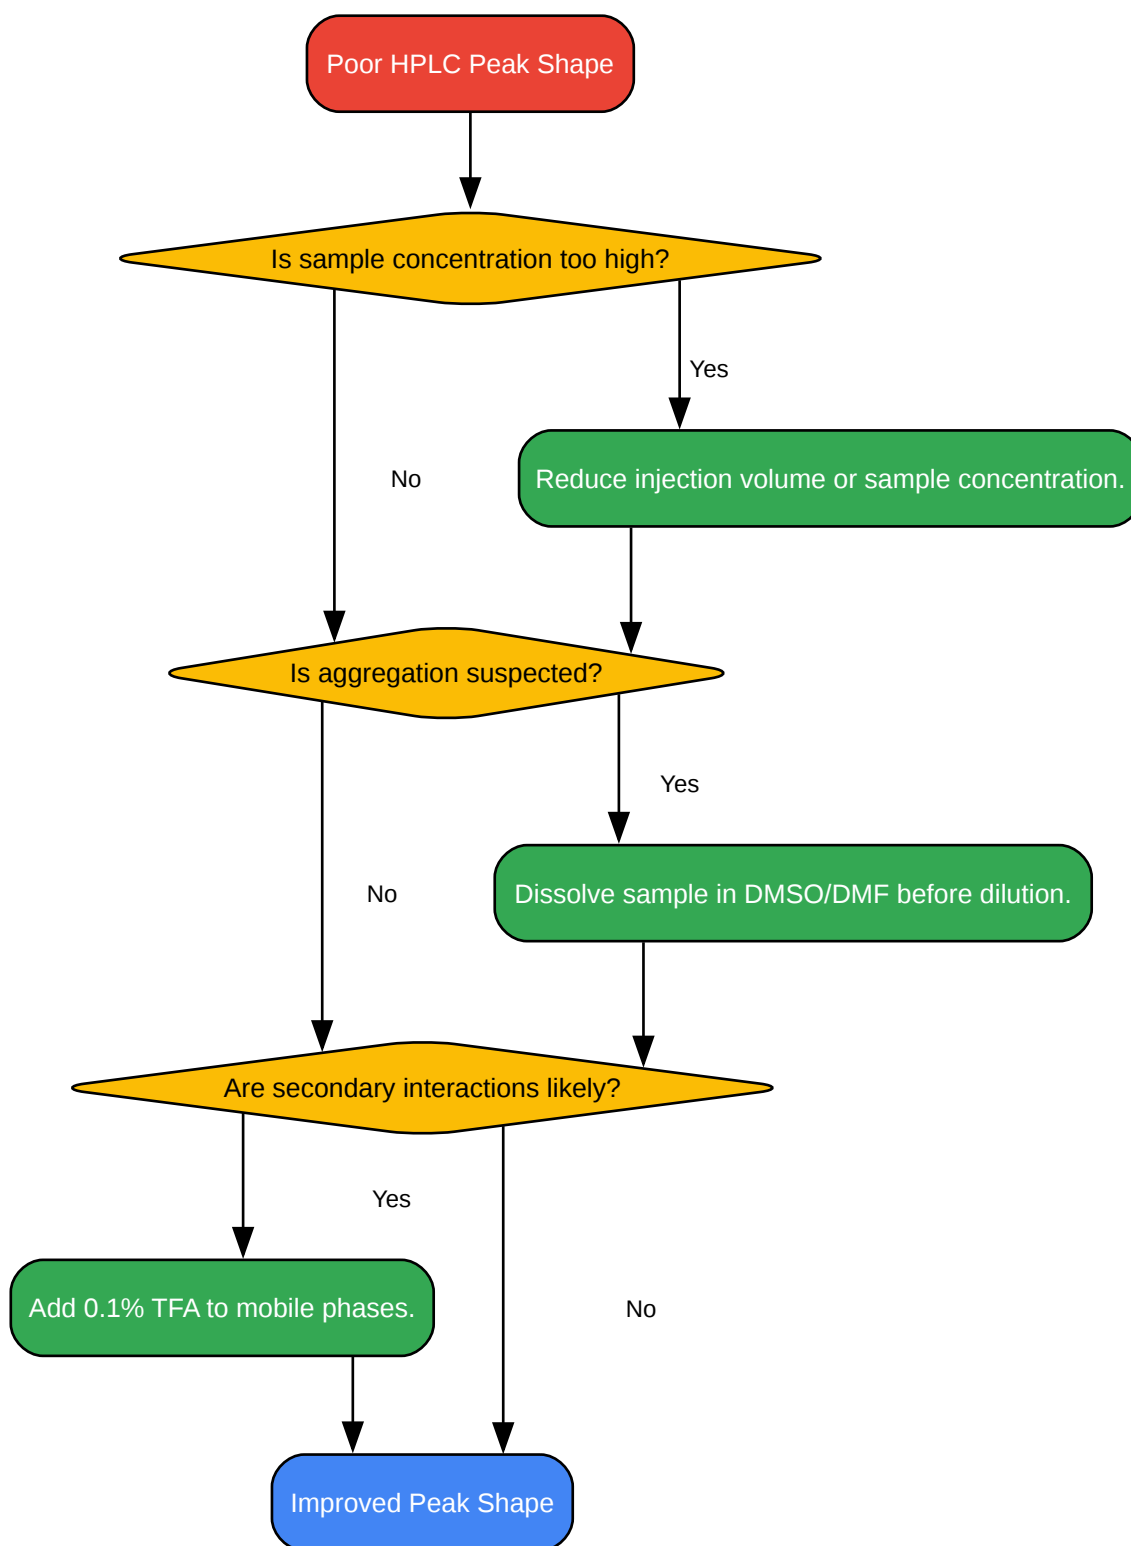 Poor HPLC Peak Shape
Is sample concentration too high?
Yes
No
Reduce injection volume or sample concentration.
Is aggregation suspected?
Yes
No
Dissolve sample in DMSO/DMF before dilution.
Are secondary interactions likely?
Yes
Add 0.1% TFA to mobile phases.
No
Improved Peak Shape